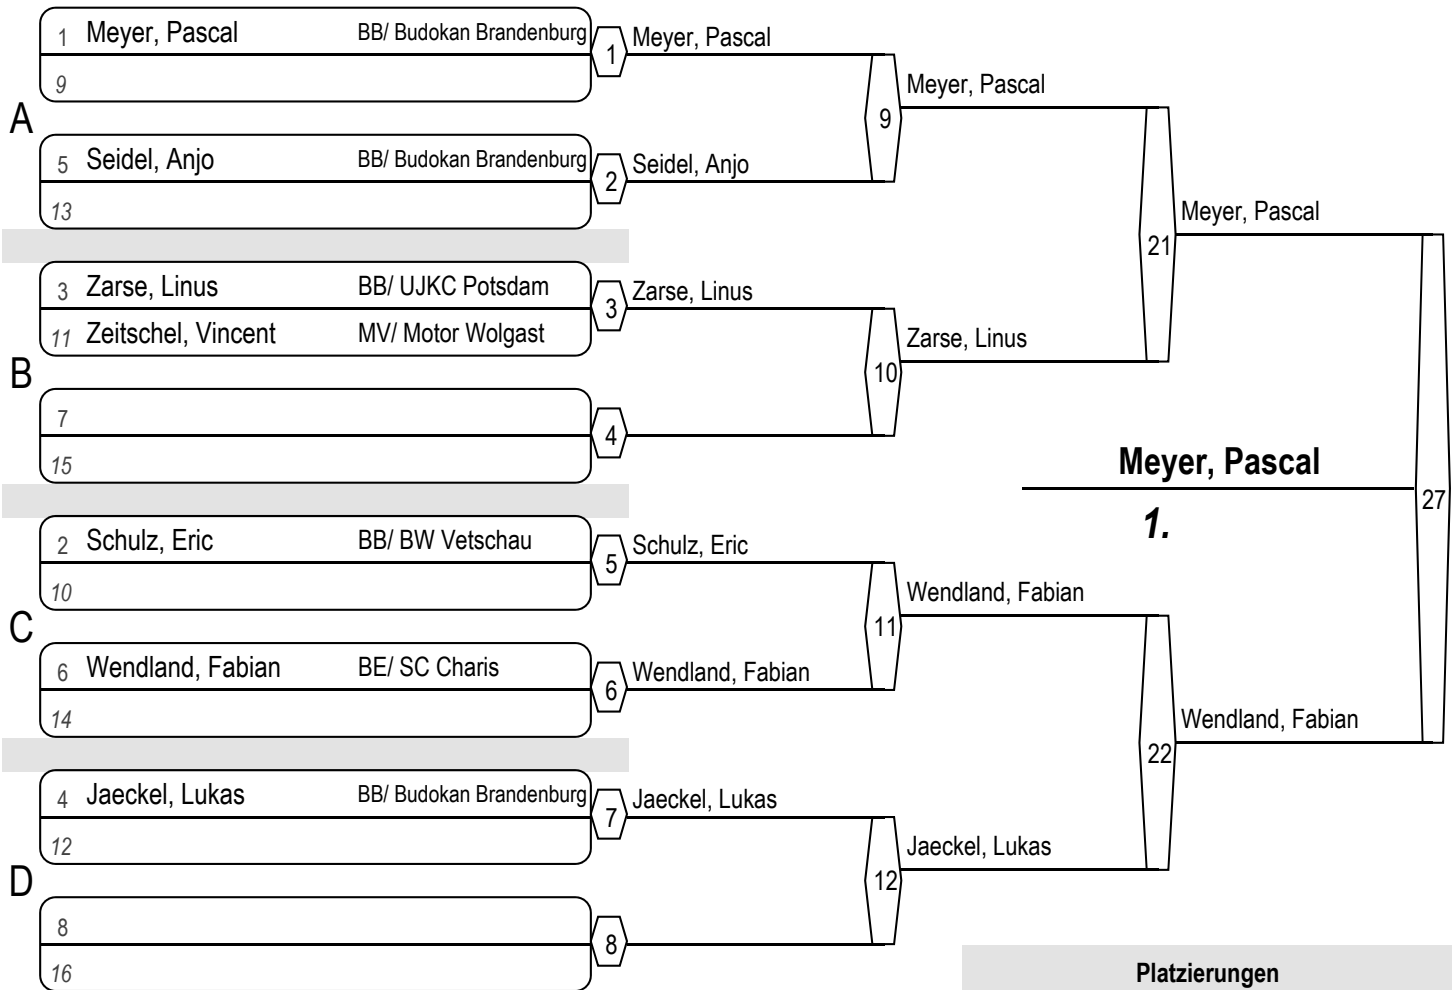 1 Meyer, Pascal BB/ Budokan Brandenburg 1 Meyer, Pascal
9
Meyer, Pascal
A
9
5 Seidel, Anjo BB/ Budokan Brandenburg 2 Seidel, Anjo
13
Meyer, Pascal
21
3 Zarse, Linus BB/ UJKC Potsdam 3 Zarse, Linus
11 Zeitschel, Vincent MV/ Motor Wolgast
Zarse, Linus
B
10
7
4
15
Meyer, Pascal
27
1.
2 Schulz, Eric BB/ BW Vetschau 5 Schulz, Eric
10
Wendland, Fabian
C
11
6 Wendland, Fabian BE/ SC Charis 6 Wendland, Fabian
14
Wendland, Fabian
22
4 Jaeckel, Lukas BB/ Budokan Brandenburg 7 Jaeckel, Lukas
12
Jaeckel, Lukas
D
12
8
8
16
Platzierungen